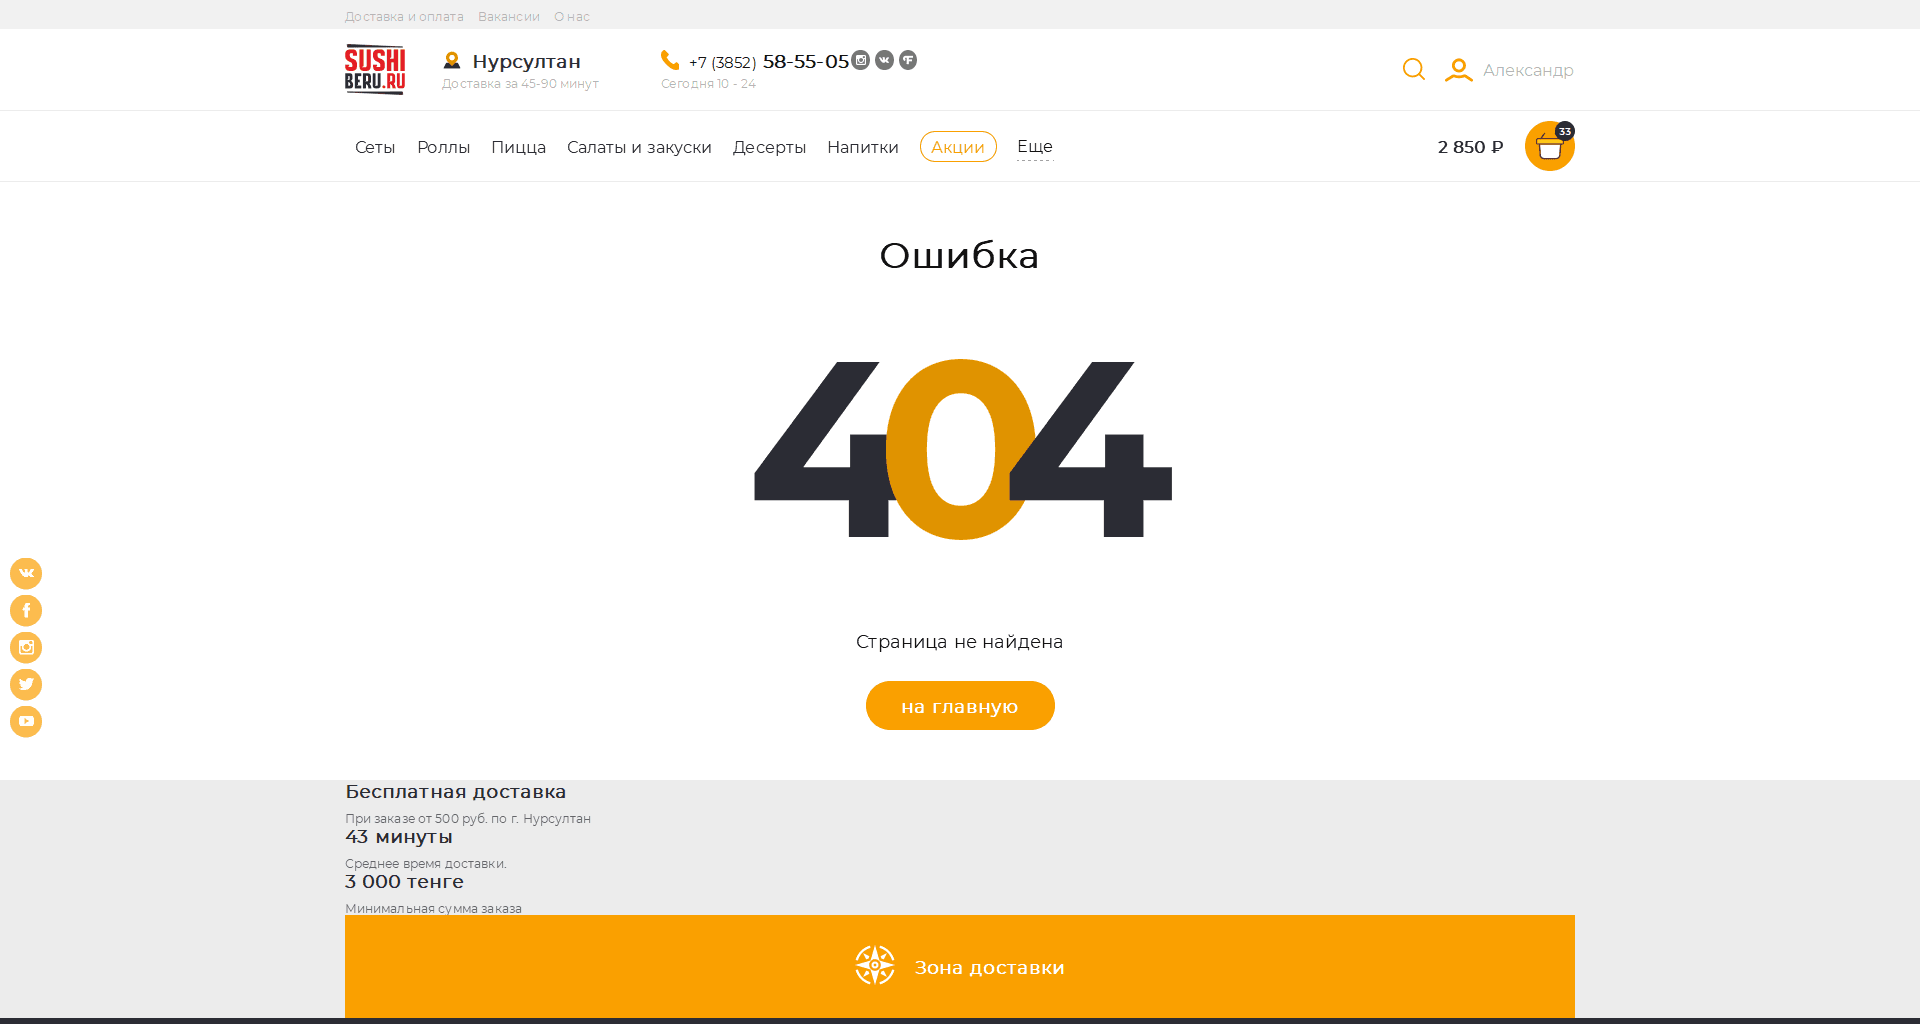 Доставка и оплата Вакансии О нас
SUSHI
BERU.RU
Нурсултан
Доставка за 45-90 минут
+7 (3852) 58-55-05
Сегодня 10 - 24
Александр
Сеты Роллы Пицца Салаты и закуски Десерты Напитки Акции Еще
2 850 ₽
33
Ошибка
404
Страница не найдена
на главную
Бесплатная доставка
При заказе от 500 руб. по г. Нурсултан
43 минуты
Среднее время доставки.
3 000 тенге
Минимальная сумма заказа
Зона доставки